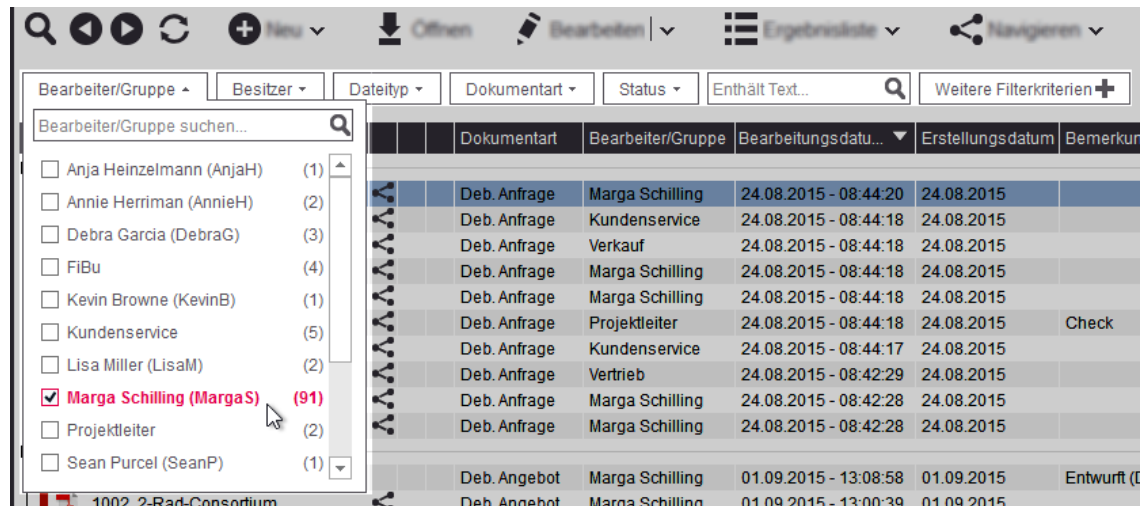 Neu
Öffnen
Bearbeiten
Ergebnisliste
Navigieren
Bearbeiter/Gruppe
Besitzer
Dateityp
Dokumentart
Status
Enthält Text...
Weitere Filterkriterien
Bearbeiter/Gruppe suchen...
Dokumentart Bearbeiter/Gruppe Bearbeitungsdatu... Erstellungsdatum Bemerkun
Anja Heinzelmann (AnjaH) (1)
Annie Herriman (AnnieH) (2)
Debra Garcia (DebraG) (3)
FiBu (4)
Kevin Browne (KevinB) (1)
Kundenservice (5)
Lisa Miller (LisaM) (2)
Marga Schilling (MargaS) (91)
Projektleiter (2)
Sean Purcel (SeanP) (1)
Deb. Anfrage Marga Schilling 24.08.2015 - 08:44:20 24.08.2015
Deb. Anfrage Kundenservice 24.08.2015 - 08:44:18 24.08.2015
Deb. Anfrage Verkauf 24.08.2015 - 08:44:18 24.08.2015
Deb. Anfrage Marga Schilling 24.08.2015 - 08:44:18 24.08.2015
Deb. Anfrage Marga Schilling 24.08.2015 - 08:44:18 24.08.2015
Deb. Anfrage Projektleiter 24.08.2015 - 08:44:18 24.08.2015 Check
Deb. Anfrage Kundenservice 24.08.2015 - 08:44:17 24.08.2015
Deb. Anfrage Vertrieb 24.08.2015 - 08:42:29 24.08.2015
Deb. Anfrage Marga Schilling 24.08.2015 - 08:42:28 24.08.2015
Deb. Anfrage Marga Schilling 24.08.2015 - 08:42:28 24.08.2015
Deb. Angebot Marga Schilling 01.09.2015 - 13:08:58 01.09.2015 Entwurft (D
1002, 2-Rad-Consortium Deb. Angebot Marga Schilling 01.09.2015 - 13:00:39 01.09.2015